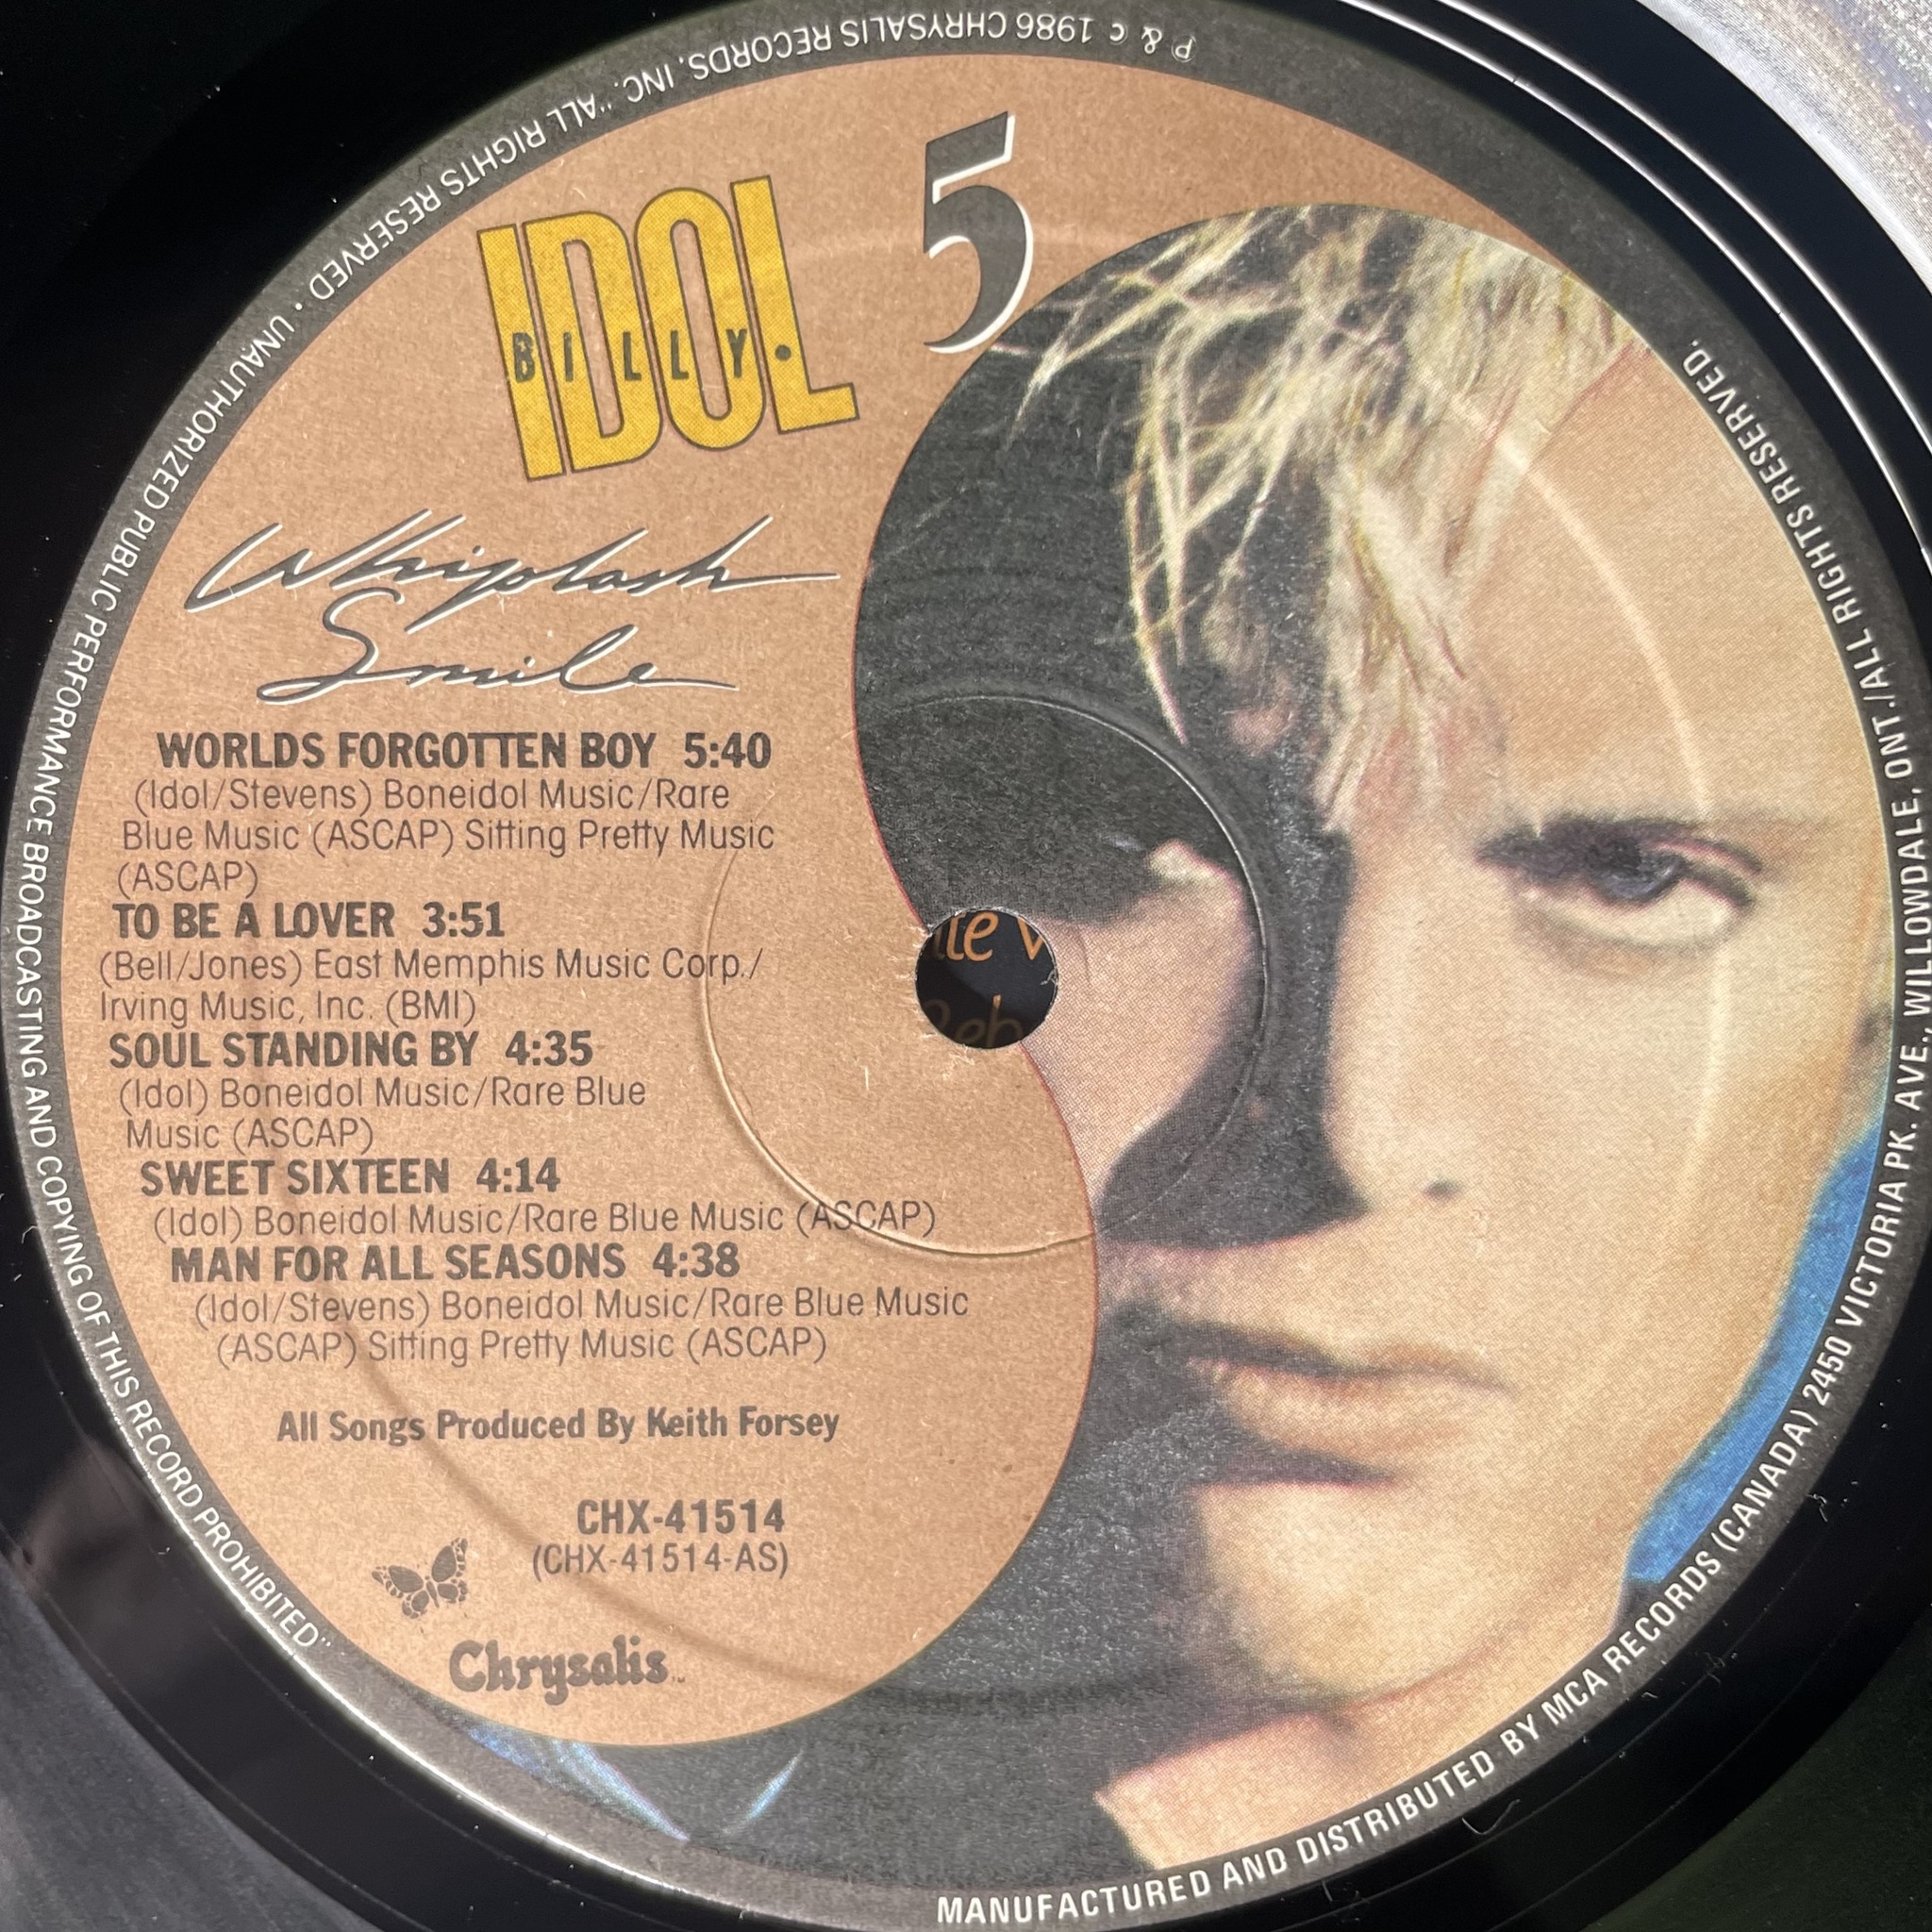 IDOL
BILLY•
5
Whiplash
Smile
WORLDS FORGOTTEN BOY 5:40
(Idol/Stevens) Boneidol Music/Rare
Blue Music (ASCAP) Sitting Pretty Music
(ASCAP)
TO BE A LOVER 3:51
(Bell/Jones) East Memphis Music Corp./
Irving Music, Inc. (BMI)
SOUL STANDING BY 4:35
(Idol) Boneidol Music/Rare Blue
Music (ASCAP)
SWEET SIXTEEN 4:14
(Idol) Boneidol Music/Rare Blue Music (ASCAP)
MAN FOR ALL SEASONS 4:38
(Idol/Stevens) Boneidol Music/Rare Blue Music
(ASCAP) Sitting Pretty Music (ASCAP)
All Songs Produced By Keith Forsey
CHX-41514
(CHX-41514-AS)
Chrysalis™
P & c 1986 CHRYSALIS RECORDS, INC. "ALL RIGHTS RESERVED • UNAUTHORIZED PUBLIC PERFORMANCE BROADCASTING AND COPYING OF THIS RECORD PROHIBITED"
MANUFACTURED AND DISTRIBUTED BY MCA RECORDS (CANADA) 2450 VICTORIA PK. AVE., WILLOWDALE, ONT./ALL RIGHTS RESERVED.